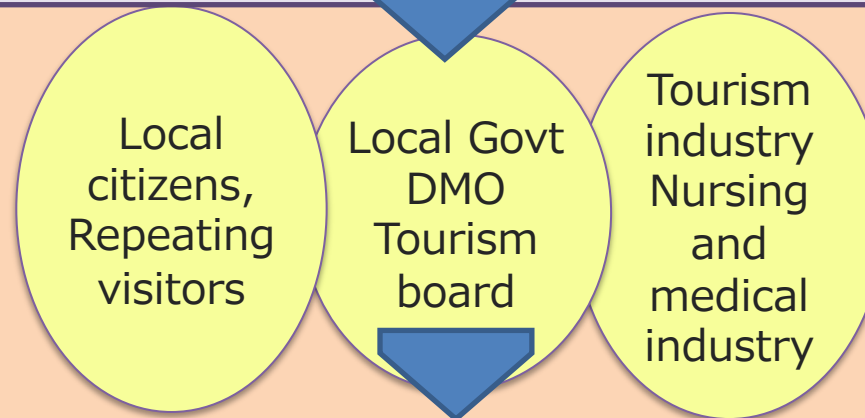 Local
citizens,
Repeating
visitors
Local Govt
DMO
Tourism
board
Tourism
industry
Nursing
and
medical
industry